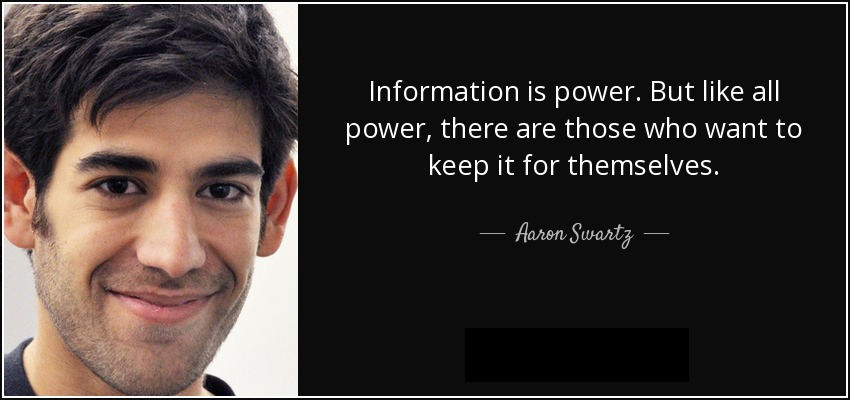 Information is power. But like all
power, there are those who want to
keep it for themselves.
Aaron Swartz